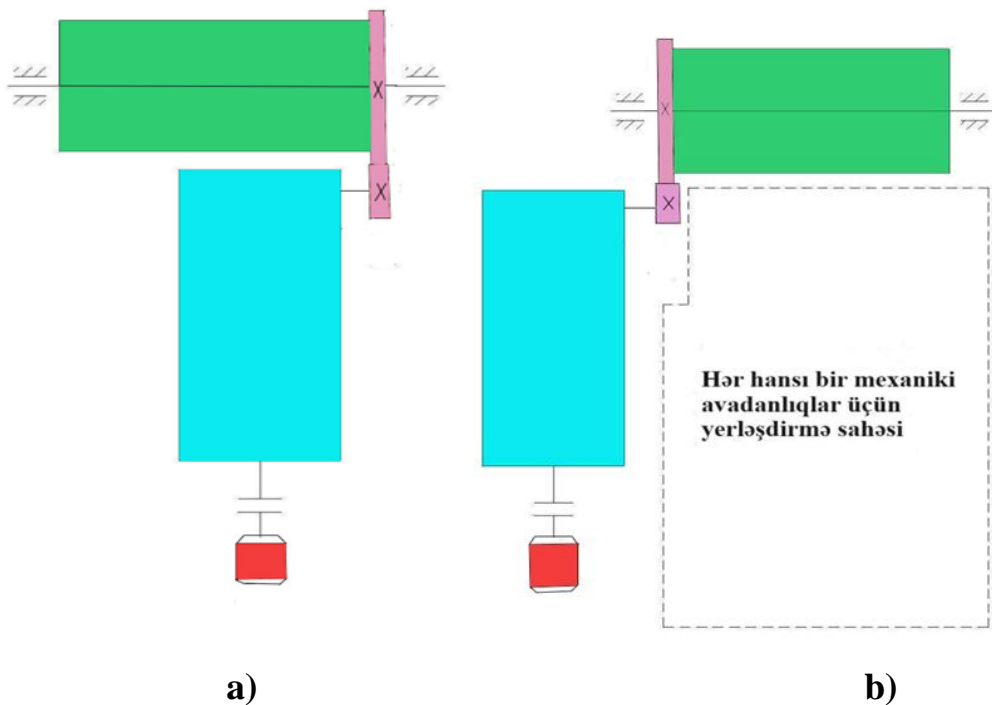 Hər hansı bir mexaniki
avadanlıqlar üçün
yerləşdirmə sahəsi
a)
b)